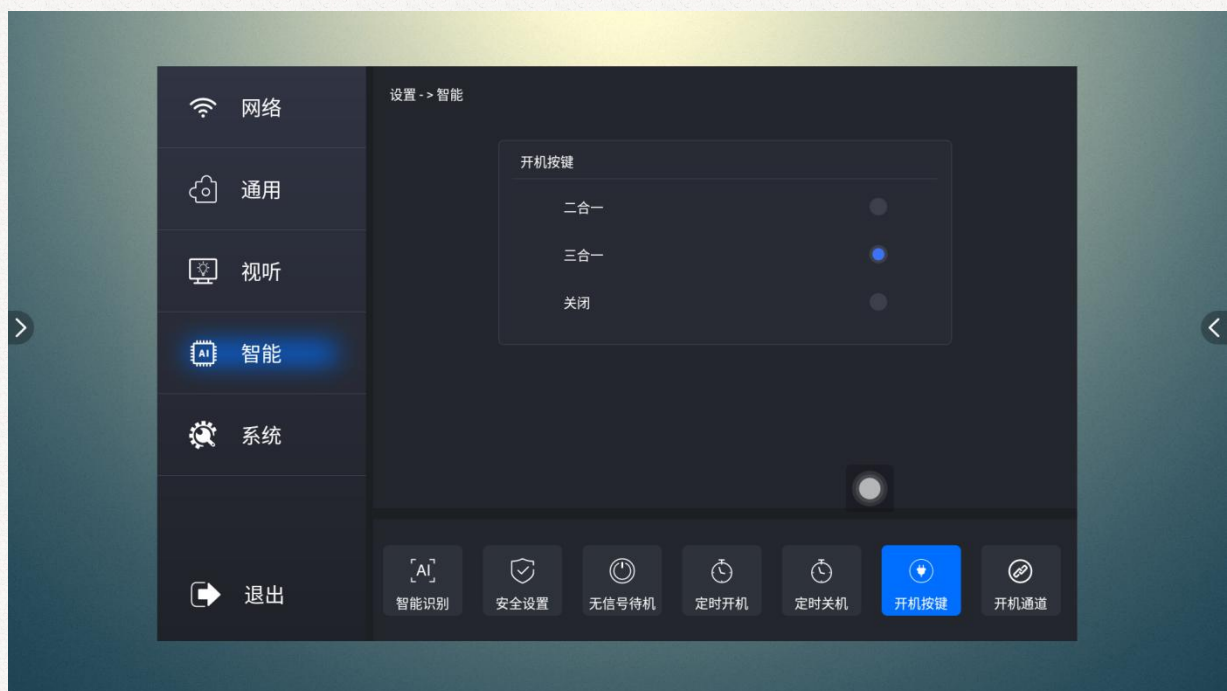 网络
通用
视听
智能
系统
退出
设置 -> 智能
开机按键
二合一
三合一
关闭
AI
智能识别
安全设置
无信号待机
定时开机
定时关机
开机按键
开机通道
AI